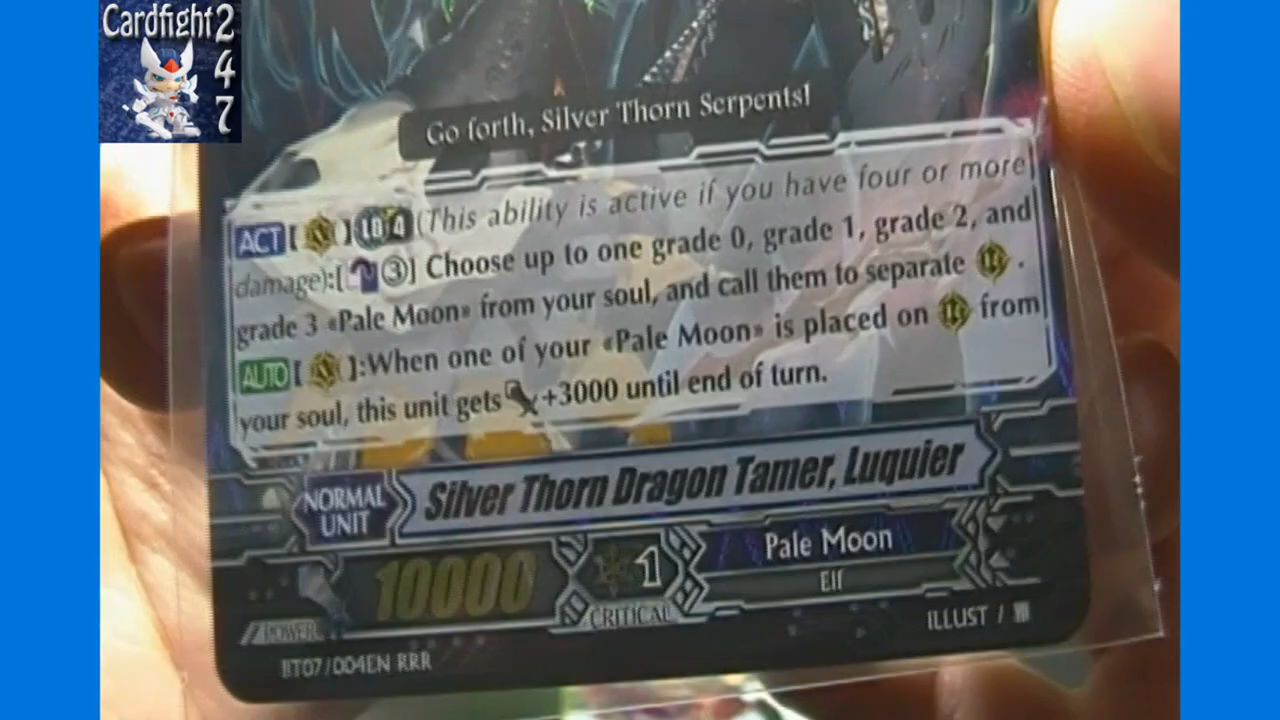 Cardfight2
4
7
Go forth, Silver Thorn Serpents!
ACT[ ]LB4(This ability is active if you have four or more
damage):[ ③] Choose up to one grade 0, grade 1, grade 2, and
grade 3 «Pale Moon» from your soul, and call them to separate R .
AUTO[ ]:When one of your «Pale Moon» is placed on R from
your soul, this unit gets +3000 until end of turn.
NORMAL
UNIT
Silver Thorn Dragon Tamer, Luquier
10000
1
Pale Moon
Elf
POWER
CRITICAL
ILLUST /
BT07/004EN RRR